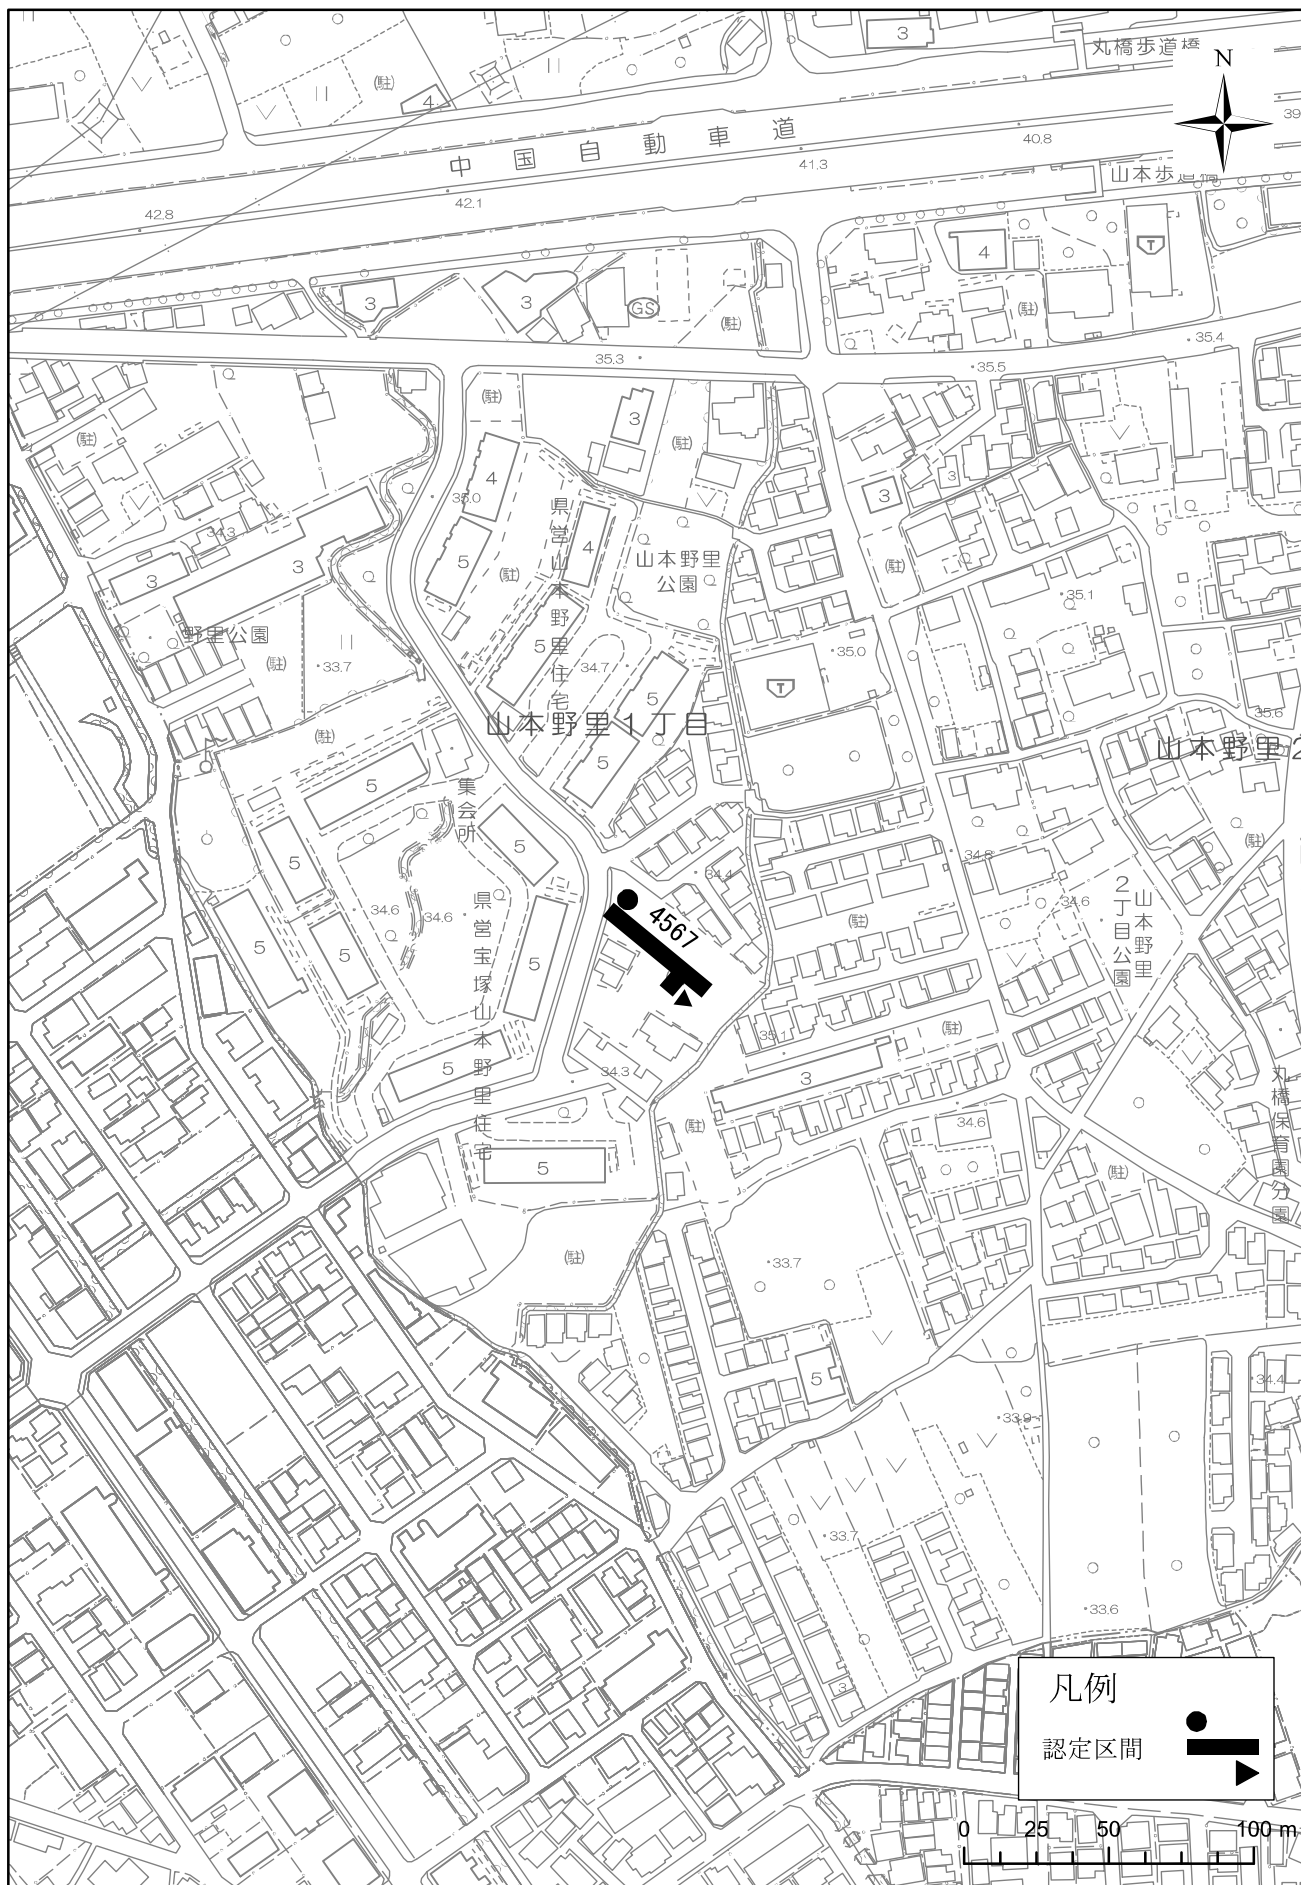 3
丸橋歩道橋
N
(駐)
4
39
中国自動車道
40.8
41.3
山本歩道橋
42.8
42.1
4
T
3
3
GS
(駐)
(駐)
35.3
35.4
35.5
(駐)
3
(駐)
(駐)
4
35.0
3
3
34.3
県営山本野里住宅
4
5
(駐)
山本野里
公園
(駐)
3
3
35.1
野里公園
(駐)
33.7
5
34.7
35.0
T
5
35.6
山本野里1丁目
山本野里2
(駐)
5
5
集会所
5
5
34.8
(駐)
34.4
34.6
34.6
県営宝塚山本野里住宅
4567
(駐)
34.6
山本野里
2丁目公園
5
5
5
35.1
(駐)
5
34.3
3
丸橋保育園分園
(駐)
34.6
5
(駐)
(駐)
33.7
5
34.4
33.9
33.7
33.6
3
凡例
認定区間
0 25 50 100 m